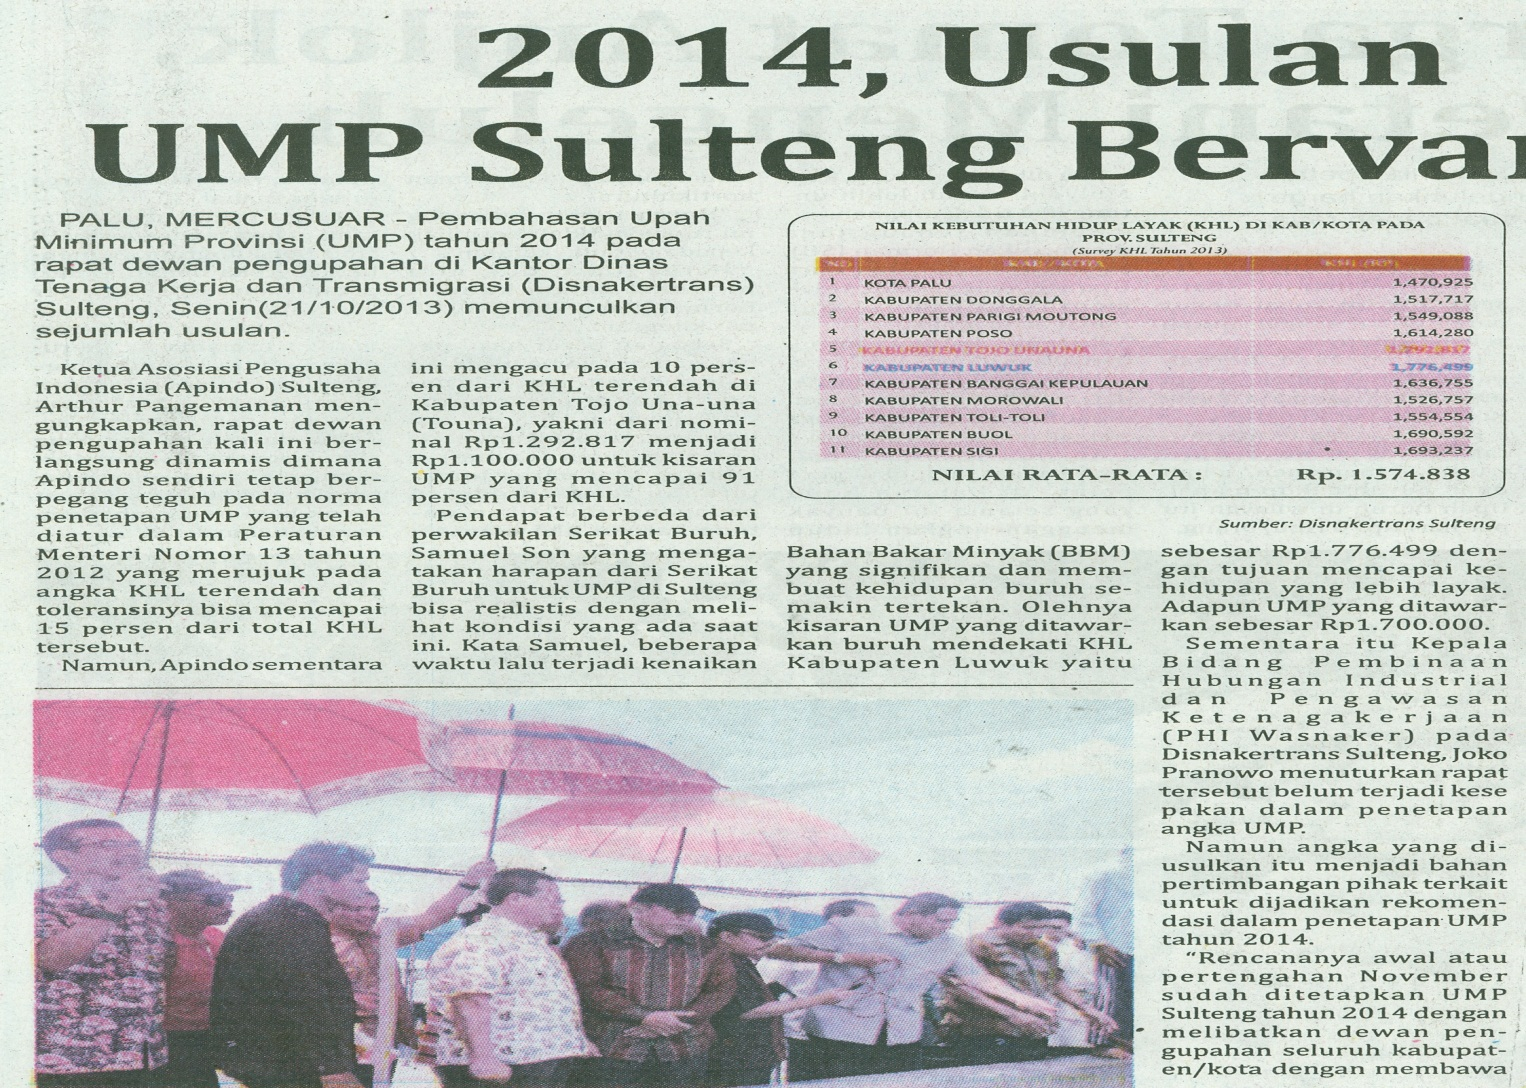 2014, Usulan
UMP Sulteng Bervar
PALU, MERCUSUAR – Pembahasan Upah
Minimum Provinsi (UMP) tahun 2014 pada
rapat dewan pengupahan di Kantor Dinas
Tenaga Kerja dan Transmigrasi (Disnakertrans)
Sulteng, Senin(21/10/2013) memunculkan
sejumlah usulan.
Ketua Asosiasi Pengusaha
Indonesia (Apindo) Sulteng,
Arthur Pangemanan men-
gungkapkan, rapat dewan
pengupahan kali ini ber-
langsung dinamis dimana
Apindo sendiri tetap ber-
pegang teguh pada norma
penetapan UMP yang telah
diatur dalam Peraturan
Menteri Nomor 13 tahun
2012 yang merujuk pada
angka KHL terendah dan
toleransinya bisa mencapai
15 persen dari total KHL
tersebut.
Namun, Apindo sementara
ini mengacu pada 10 pers-
en dari KHL terendah di
Kabupaten Tojo Una-una
(Touna), yakni dari nomi-
nal Rp1.292.817 menjadi
Rp1.100.000 untuk kisaran
UMP yang mencapai 91
persen dari KHL.
Pendapat berbeda dari
perwakilan Serikat Buruh,
Samuel Son yang menga-
takan harapan dari Serikat
Buruh untuk UMP di Sulteng
bisa realistis dengan meli-
hat kondisi yang ada saat
ini. Kata Samuel, beberapa
waktu lalu terjadi kenaikan
NILAI KEBUTUHAN HIDUP LAYAK (KHL) DI KAB/KOTA PADA
PROV. SULTENG
(Survey KHL Tahun 2013)
NO KAB/KOTA KHL (Rp)
1 KOTA PALU 1,470,925
2 KABUPATEN DONGGALA 1,517,717
3 KABUPATEN PARIGI MOUTONG 1,549,088
4 KABUPATEN POSO 1,614,280
5 KABUPATEN TOJO UNAUNA 1,292,817
6 KABUPATEN LUWUK 1,776,499
7 KABUPATEN BANGGAI KEPULAUAN 1,636,755
8 KABUPATEN MOROWALI 1,526,757
9 KABUPATEN TOLI-TOLI 1,554,554
10 KABUPATEN BUOL 1,690,592
11 KABUPATEN SIGI 1,693,237
NILAI RATA-RATA : Rp. 1.574.838
Sumber: Disnakertrans Sulteng
Bahan Bakar Minyak (BBM)
yang signifikan dan mem-
buat kehidupan buruh se-
makin tertekan. Olehnya
kisaran UMP yang ditawar-
kan buruh mendekati KHL
Kabupaten Luwuk yaitu
sebesar Rp1.776.499 den-
gan tujuan mencapai ke-
hidupan yang lebih layak.
Adapun UMP yang ditawar-
kan sebesar Rp1.700.000.
Sementara itu Kepala
Bidang Pembinaan
Hubungan Industrial
dan Pengawasan
Ketenagakerjaan
(PHI Wasnaker) pada
Disnakertrans Sulteng, Joko
Pranowo menuturkan rapat
tersebut belum terjadi kese
pakan dalam penetapan
angka UMP.
Namun angka yang di-
usulkan itu menjadi bahan
pertimbangan pihak terkait
untuk dijadikan rekomen-
dasi dalam penetapan UMP
tahun 2014.
“Rencananya awal atau
pertengahan November
sudah ditetapkan UMP
Sulteng tahun 2014 dengan
melibatkan dewan pen-
gupahan seluruh kabupat-
en/kota dengan membawa